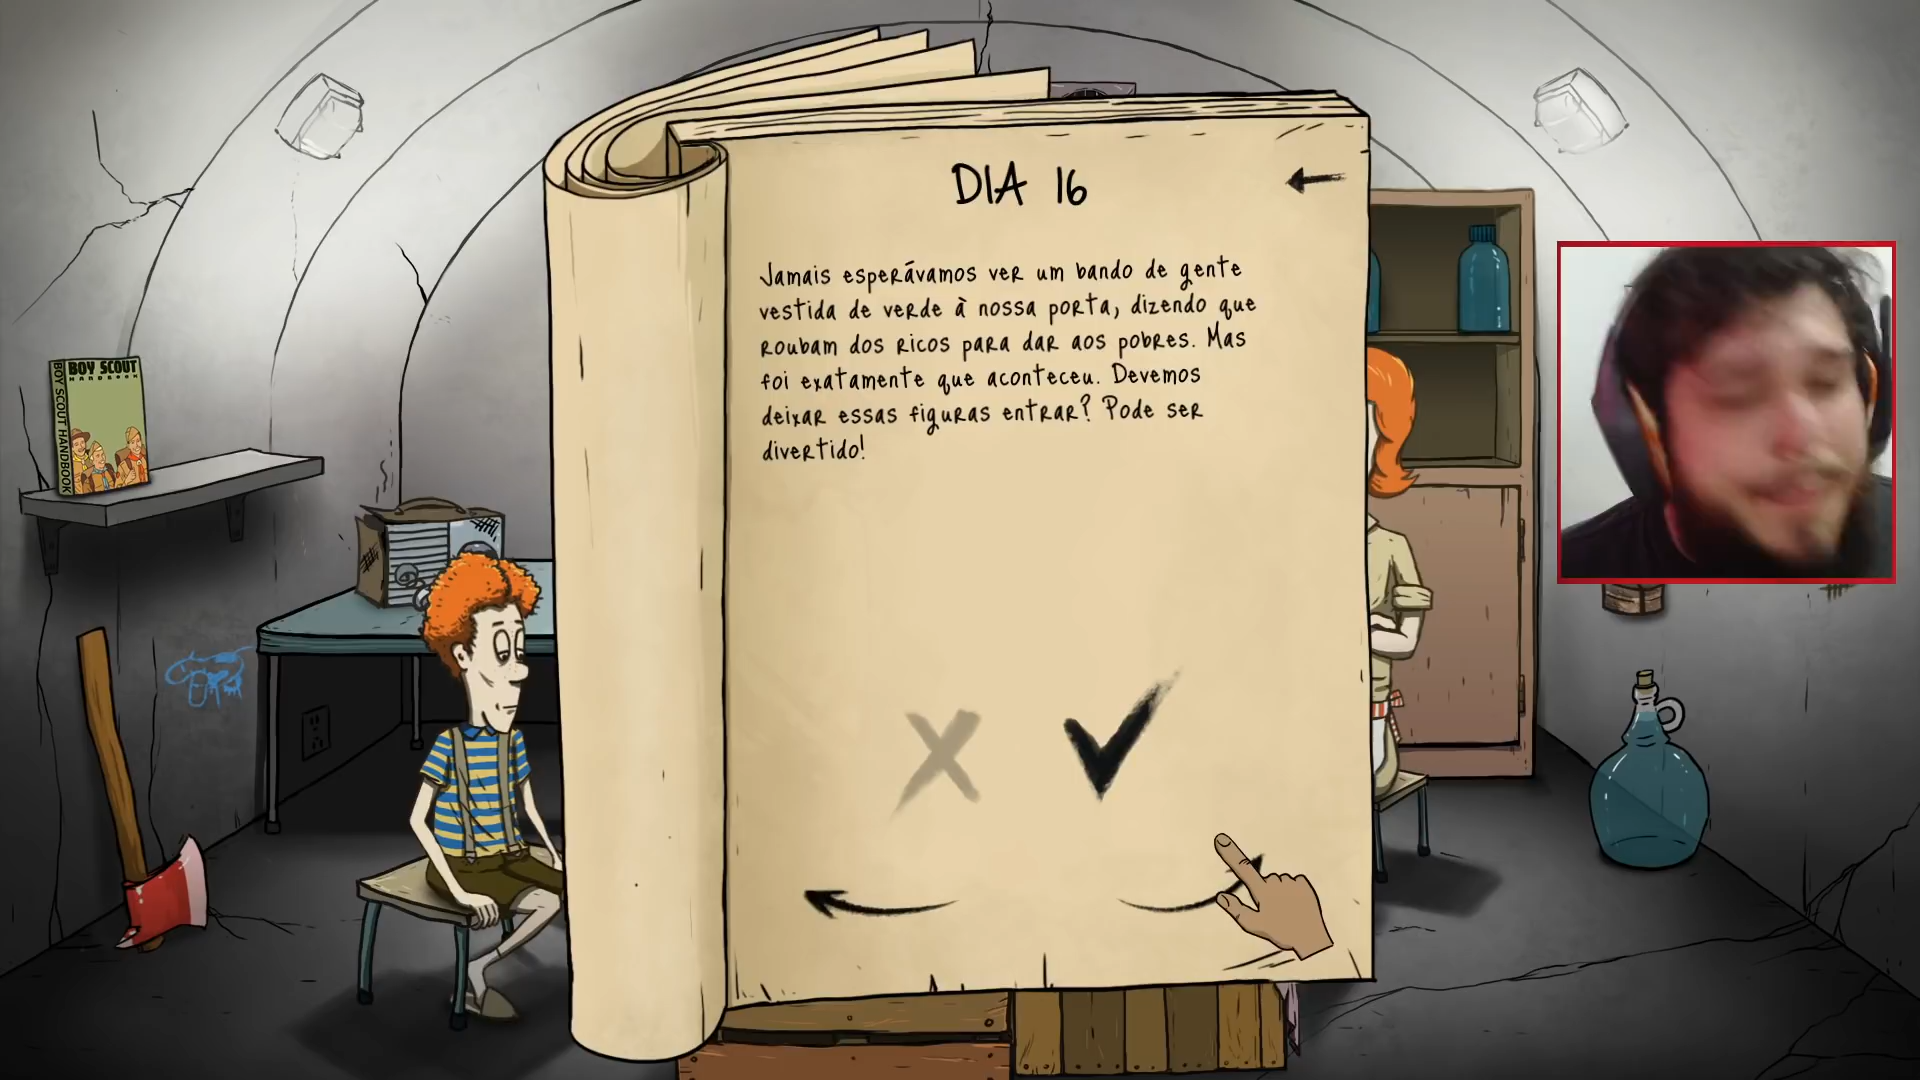 DIA 16
Jamais esperávamos ver um bando de gente
vestida de verde à nossa porta, dizendo que
roubam dos ricos para dar aos pobres. Mas
foi exatamente que aconteceu. Devemos
deixar essas figuras entrar? Pode ser
divertido!
BOY SCOUT
HANDBOOK
BOY SCOUT HANDBOOK